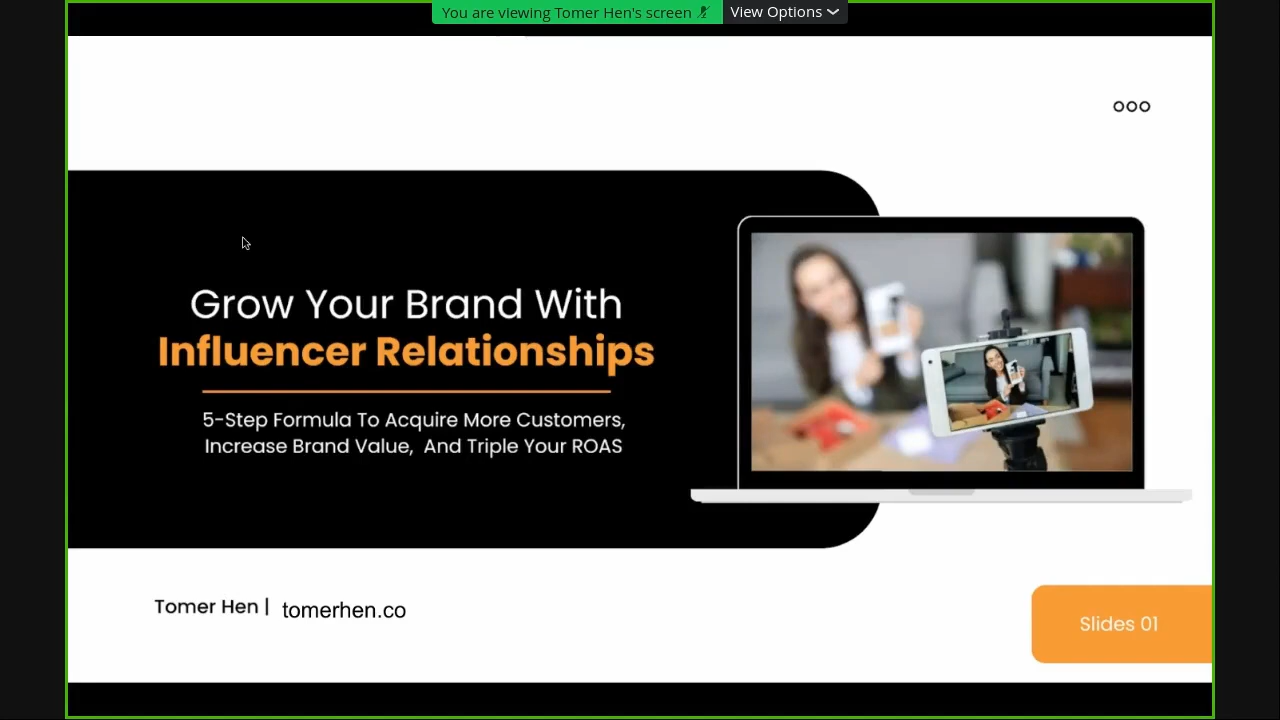 You are viewing Tomer Hen's screen
View Options
Grow Your Brand With
Influencer Relationships
5-Step Formula To Acquire More Customers,
Increase Brand Value, And Triple Your ROAS
Tomer Hen | tomerhen.co
Slides 01